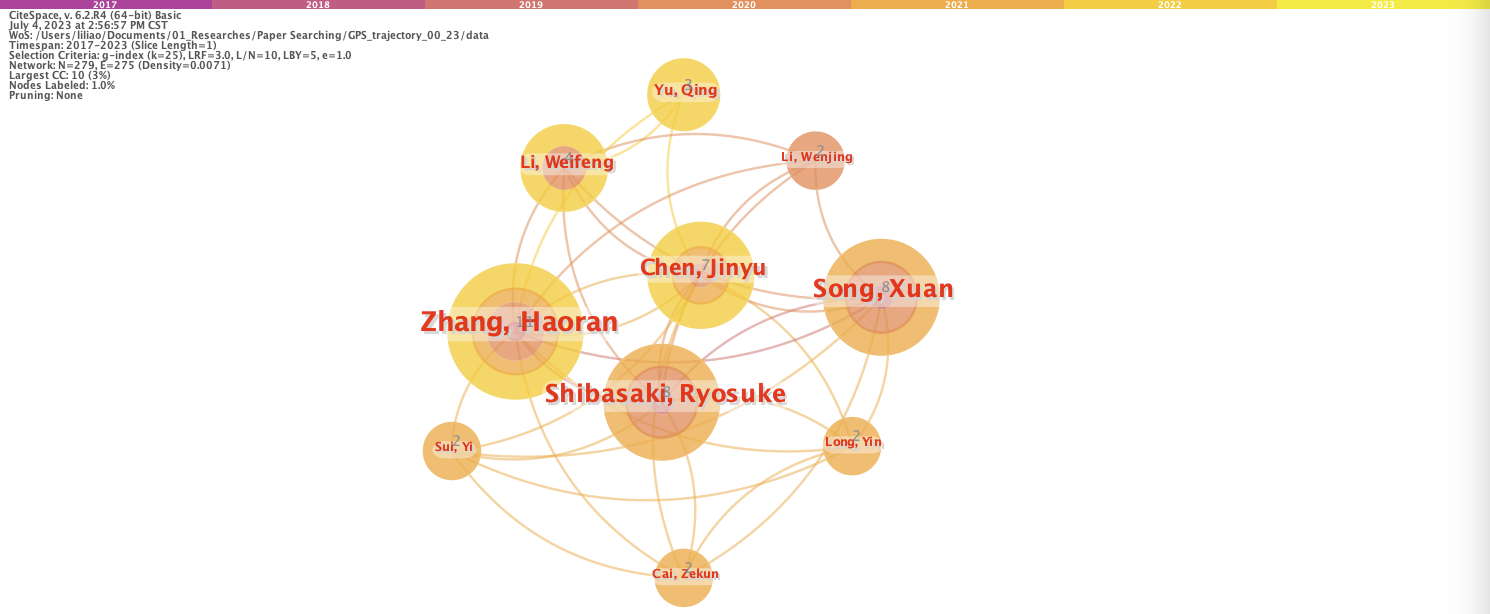 2017 2018 2019 2020 2021 2022 2023
CiteSpace, v. 6.2.R4 (64-bit) Basic
July 4, 2023 at 2:56:57 PM CST
WoS: /Users/liliao/Documents/01_Researches/Paper Searching/GPS_trajectory_00_23/data
Timespan: 2017-2023 (Slice Length=1)
Selection Criteria: g-index (k=25), LRF=3.0, L/N=10, LBY=5, e=1.0
Network: N=279, E=275 (Density=0.0071)
Largest CC: 10 (3%)
Nodes Labeled: 1.0%
Pruning: None
3
Yu, Qing
2
Li, Wenjing
4
Li, Weifeng
7
Chen, Jinyu
8
Song, Xuan
11
Zhang, Haoran
8
Shibasaki, Ryosuke
2
Sui, Yi
2
Long, Yin
2
Cai, Zekun